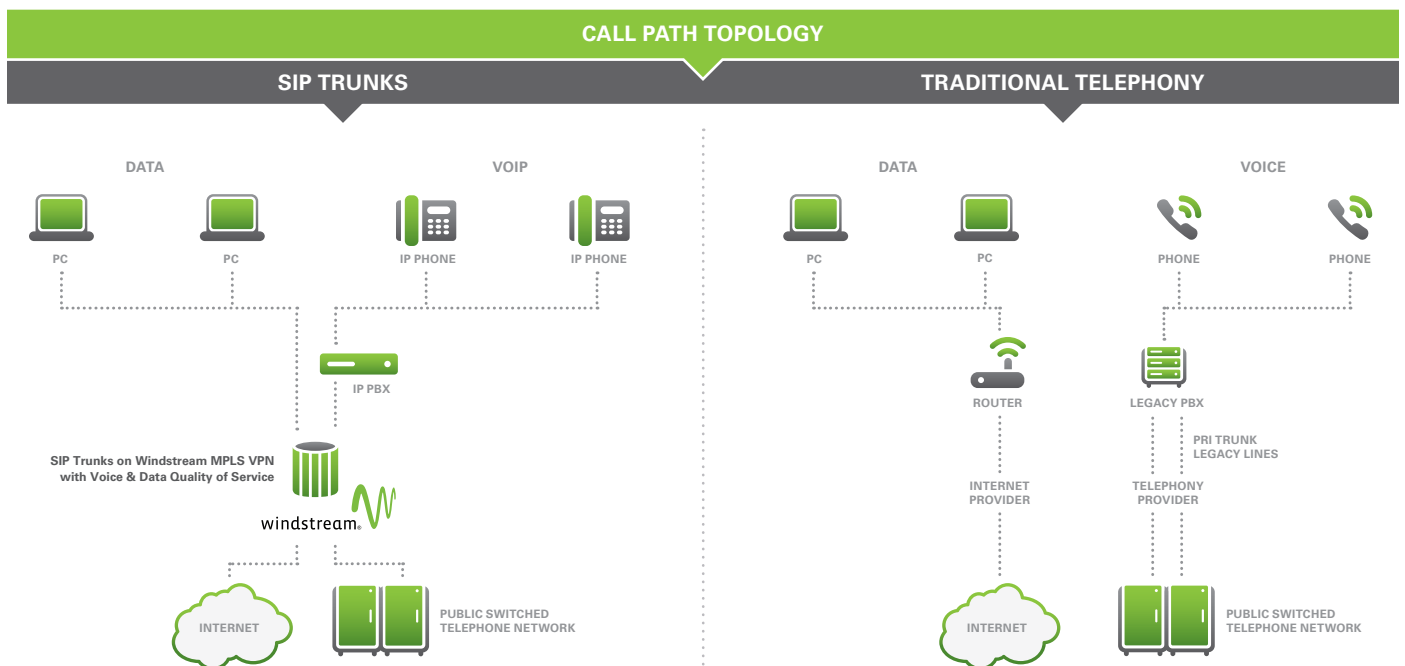 CALL PATH TOPOLOGY
SIP TRUNKS
TRADITIONAL TELEPHONY
DATA
VOIP
PC
PC
IP PHONE
IP PHONE
IP PBX
SIP Trunks on Windstream MPLS VPN
with Voice & Data Quality of Service
windstream®
INTERNET
PUBLIC SWITCHED
TELEPHONE NETWORK
DATA
VOICE
PC
PC
PHONE
PHONE
ROUTER
LEGACY PBX
PRI TRUNK
LEGACY LINES
INTERNET
PROVIDER
TELEPHONY
PROVIDER
INTERNET
PUBLIC SWITCHED
TELEPHONE NETWORK